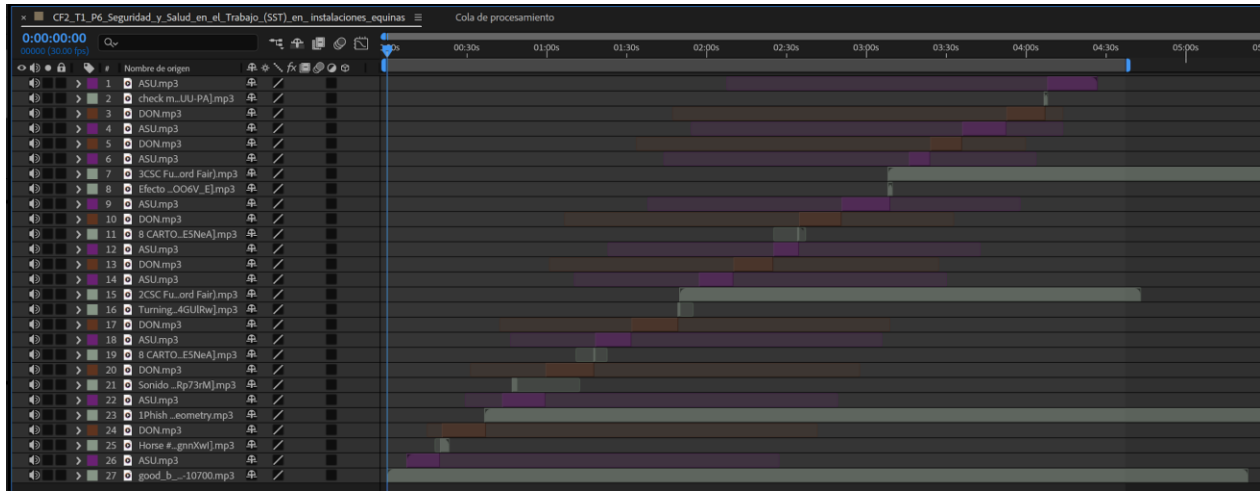 × CF2_T1_P6_Seguridad_y_Salud_en_el_Trabajo_(SST)_en_ instalaciones_equinas ≡ Cola de procesamiento
0:00:00:00
00000 (30.00 fps)
00s 00:30s 01:00s 01:30s 02:00s 02:30s 03:00s 03:30s 04:00s 04:30s 05:00s
# Nombre de origen fx
1 ASU.mp3
2 check m...UU-PA].mp3
3 DON.mp3
4 ASU.mp3
5 DON.mp3
6 ASU.mp3
7 3CSC Fu...ord Fair).mp3
8 Efecto ...OO6V_E].mp3
9 ASU.mp3
10 DON.mp3
11 8 CARTO...E5NeA].mp3
12 ASU.mp3
13 DON.mp3
14 ASU.mp3
15 2CSC Fu...ord Fair).mp3
16 Turning...4GUlRw].mp3
17 DON.mp3
18 ASU.mp3
19 8 CARTO...E5NeA].mp3
20 DON.mp3
21 Sonido ...Rp73rM].mp3
22 ASU.mp3
23 1Phish ...eometry.mp3
24 DON.mp3
25 Horse #...gnnXwI].mp3
26 ASU.mp3
27 good_b_...-10700.mp3